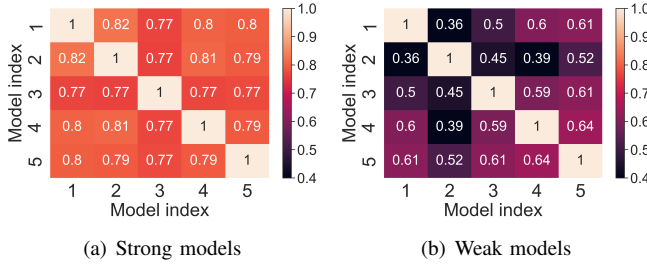 1 1 0.82 0.77 0.8 0.8
2 0.82 1 0.77 0.81 0.79
3 0.77 0.77 1 0.77 0.77
4 0.8 0.81 0.77 1 0.79
5 0.8 0.79 0.77 0.79 1
1 2 3 4 5
Model index
Model index
1.0
0.9
0.8
0.7
0.6
0.5
0.4
(a) Strong models
1 1 0.36 0.5 0.6 0.61
2 0.36 1 0.45 0.39 0.52
3 0.5 0.45 1 0.59 0.61
4 0.6 0.39 0.59 1 0.64
5 0.61 0.52 0.61 0.64 1
1 2 3 4 5
Model index
Model index
1.0
0.9
0.8
0.7
0.6
0.5
0.4
(b) Weak models